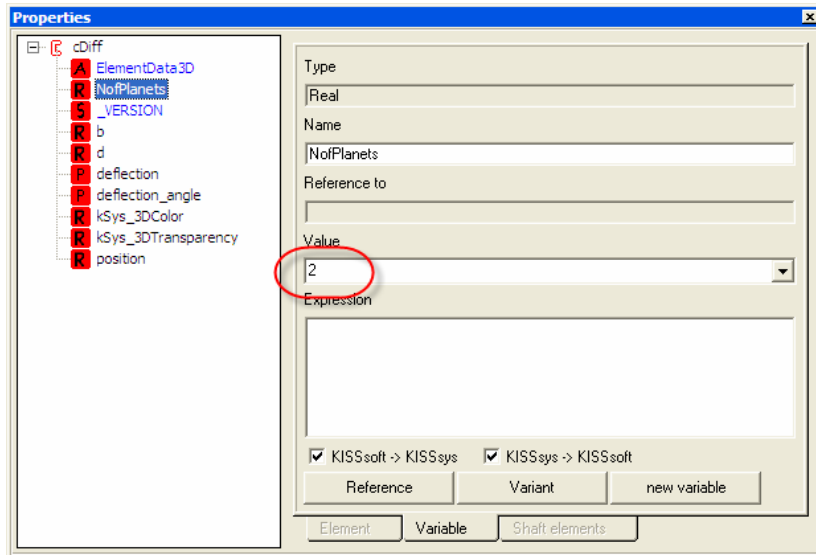 Properties
cDiff
A ElementData3D
R NofPlanets
S _VERSION
R b
R d
P deflection
P deflection_angle
R kSys_3DColor
R kSys_3DTransparency
R position
Type
Real
Name
NofPlanets
Reference to
Value
2
Expression
KISSsoft -> KISSsys KISSsys -> KISSsoft
Reference Variant new variable
Element Variable Shaft elements